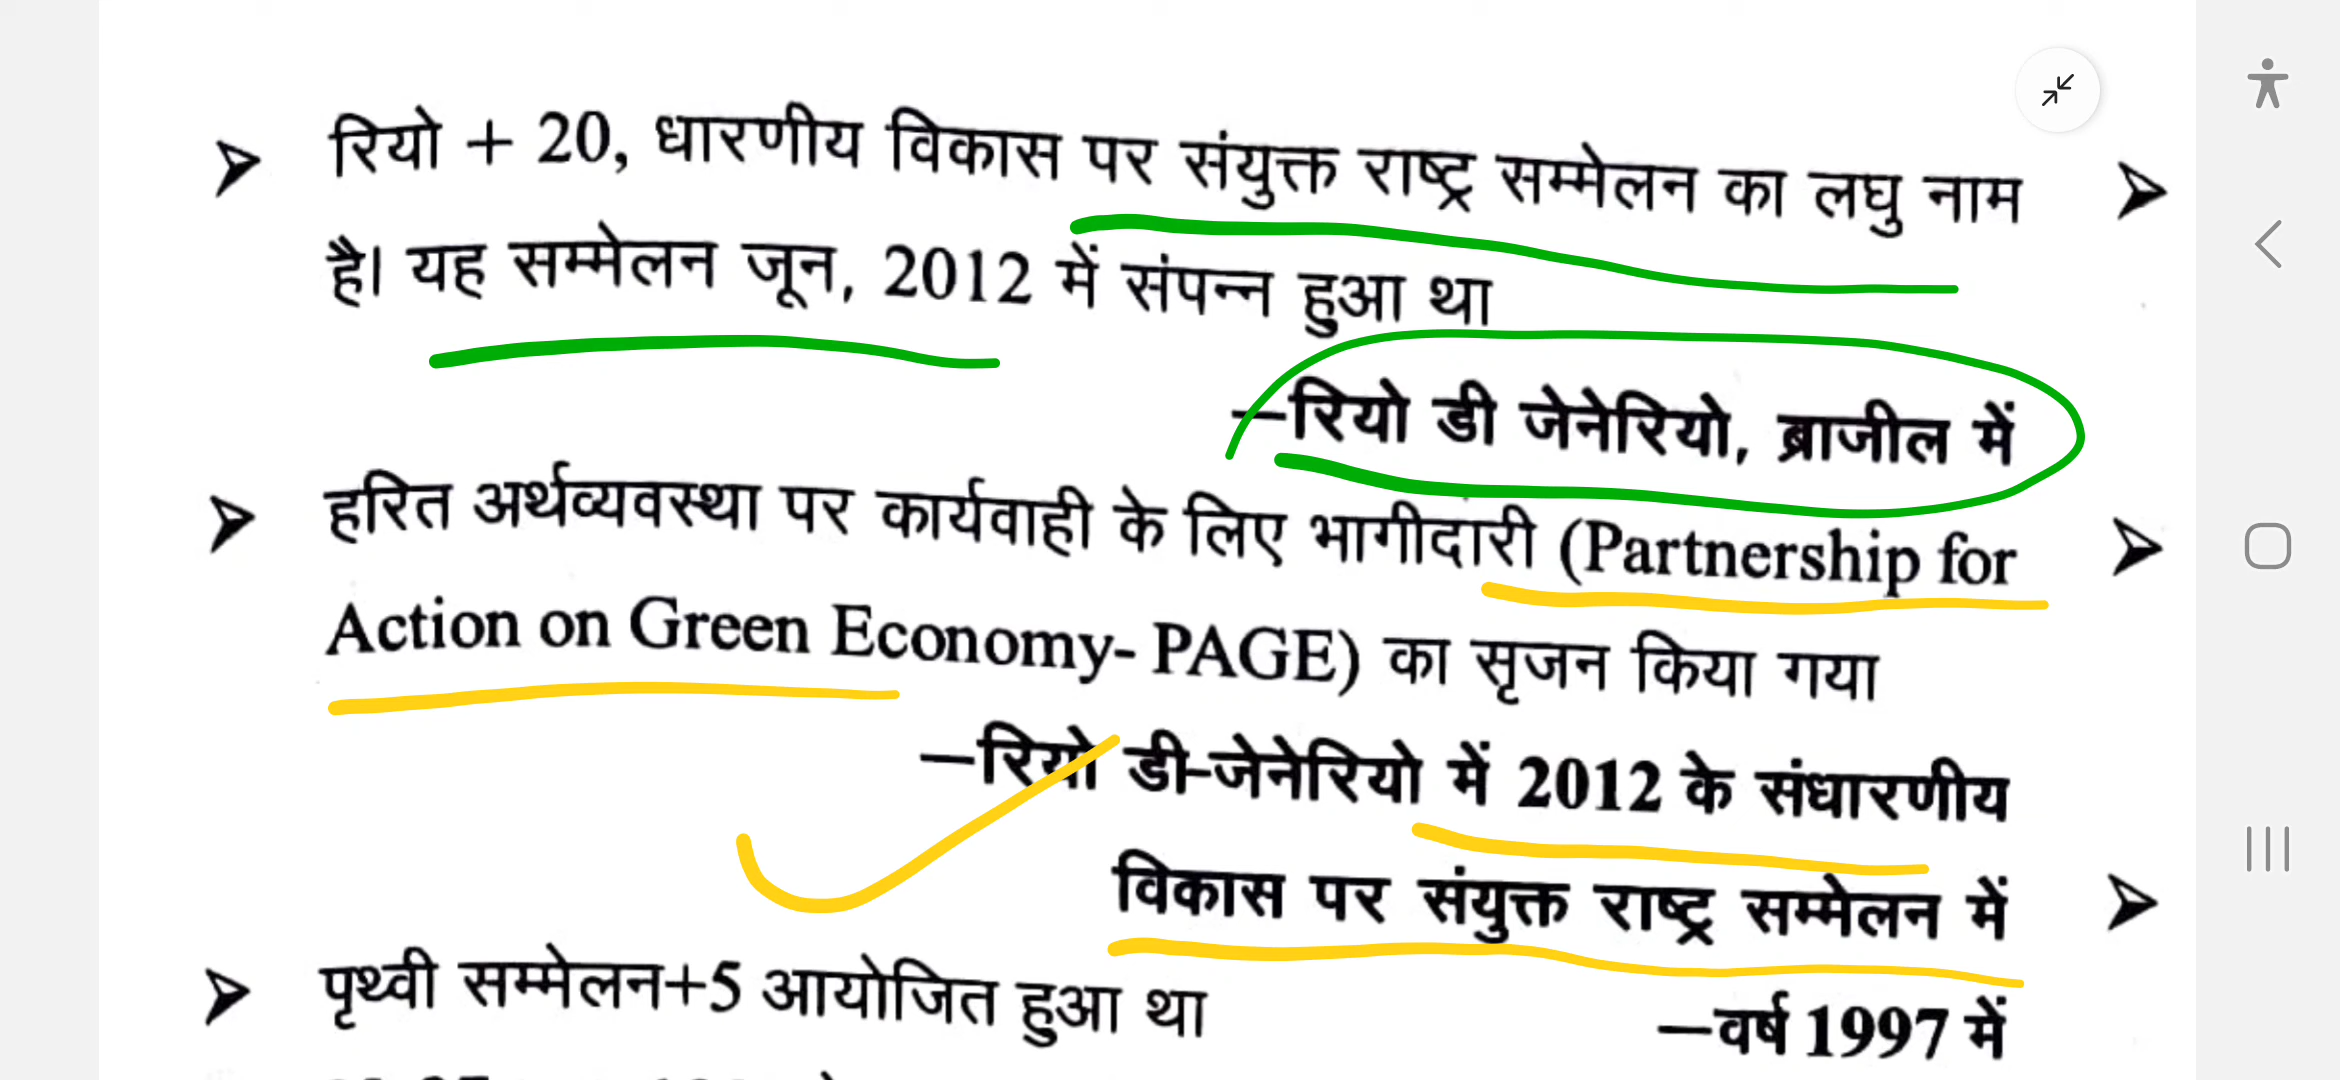 रियो + 20, धारणीय विकास पर संयुक्त राष्ट्र सम्मेलन का लघु नाम
है। यह सम्मेलन जून, 2012 में संपन्न हुआ था
–रियो डी जेनेरियो, ब्राजील में
हरित अर्थव्यवस्था पर कार्यवाही के लिए भागीदारी (Partnership for
Action on Green Economy- PAGE) का सृजन किया गया
–रियो डी-जेनेरियो में 2012 के संधारणीय
विकास पर संयुक्त राष्ट्र सम्मेलन में
पृथ्वी सम्मेलन+5 आयोजित हुआ था –वर्ष 1997 में